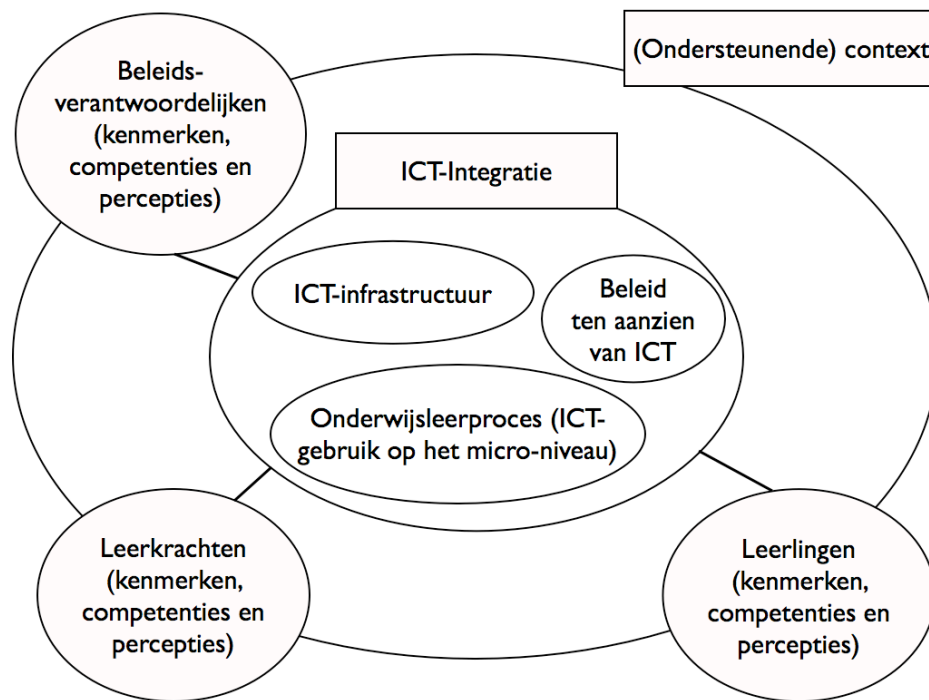 (Ondersteunende) context
Beleids-
verantwoordelijken
(kenmerken,
competenties en
percepties)
ICT-Integratie
ICT-infrastructuur
Beleid
ten aanzien
van ICT
Onderwijsleerproces (ICT-
gebruik op het micro-niveau)
Leerkrachten
(kenmerken,
competenties en
percepties)
Leerlingen
(kenmerken,
competenties en
percepties)